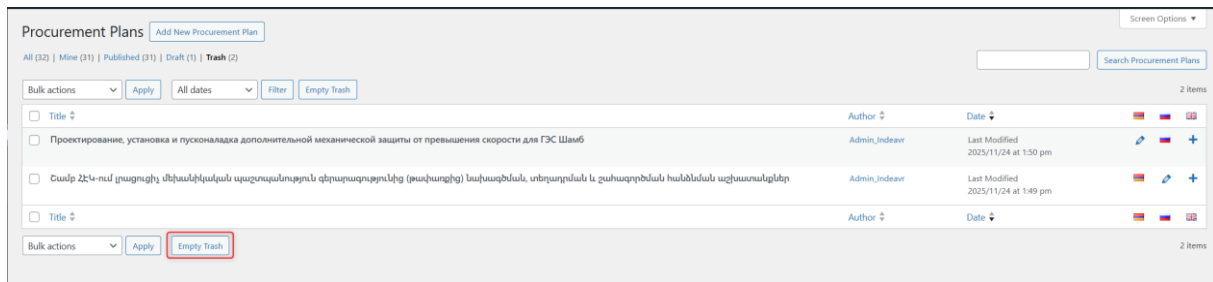 Screen Options ▼
Procurement Plans Add New Procurement Plan
All (32) | Mine (31) | Published (31) | Draft (1) | Trash (2)
Search Procurement Plans
Bulk actions Apply All dates Filter Empty Trash 2 items
Title Author Date
Проектирование, установка и пусконаладка дополнительной механической защиты от превышения скорости для ГЭС Шамб Admin_Indeavr Last Modified
2025/11/24 at 1:50 pm
Շամբ ՀԷԿ-ում լրացուցիչ մեխանիկական պաշտպանություն գերարագությունից (թափառքից) նախագծման, տեղադրման և շահագործման հանձնման աշխատանքներ Admin_Indeavr Last Modified
2025/11/24 at 1:49 pm
Title Author Date
Bulk actions Apply Empty Trash 2 items